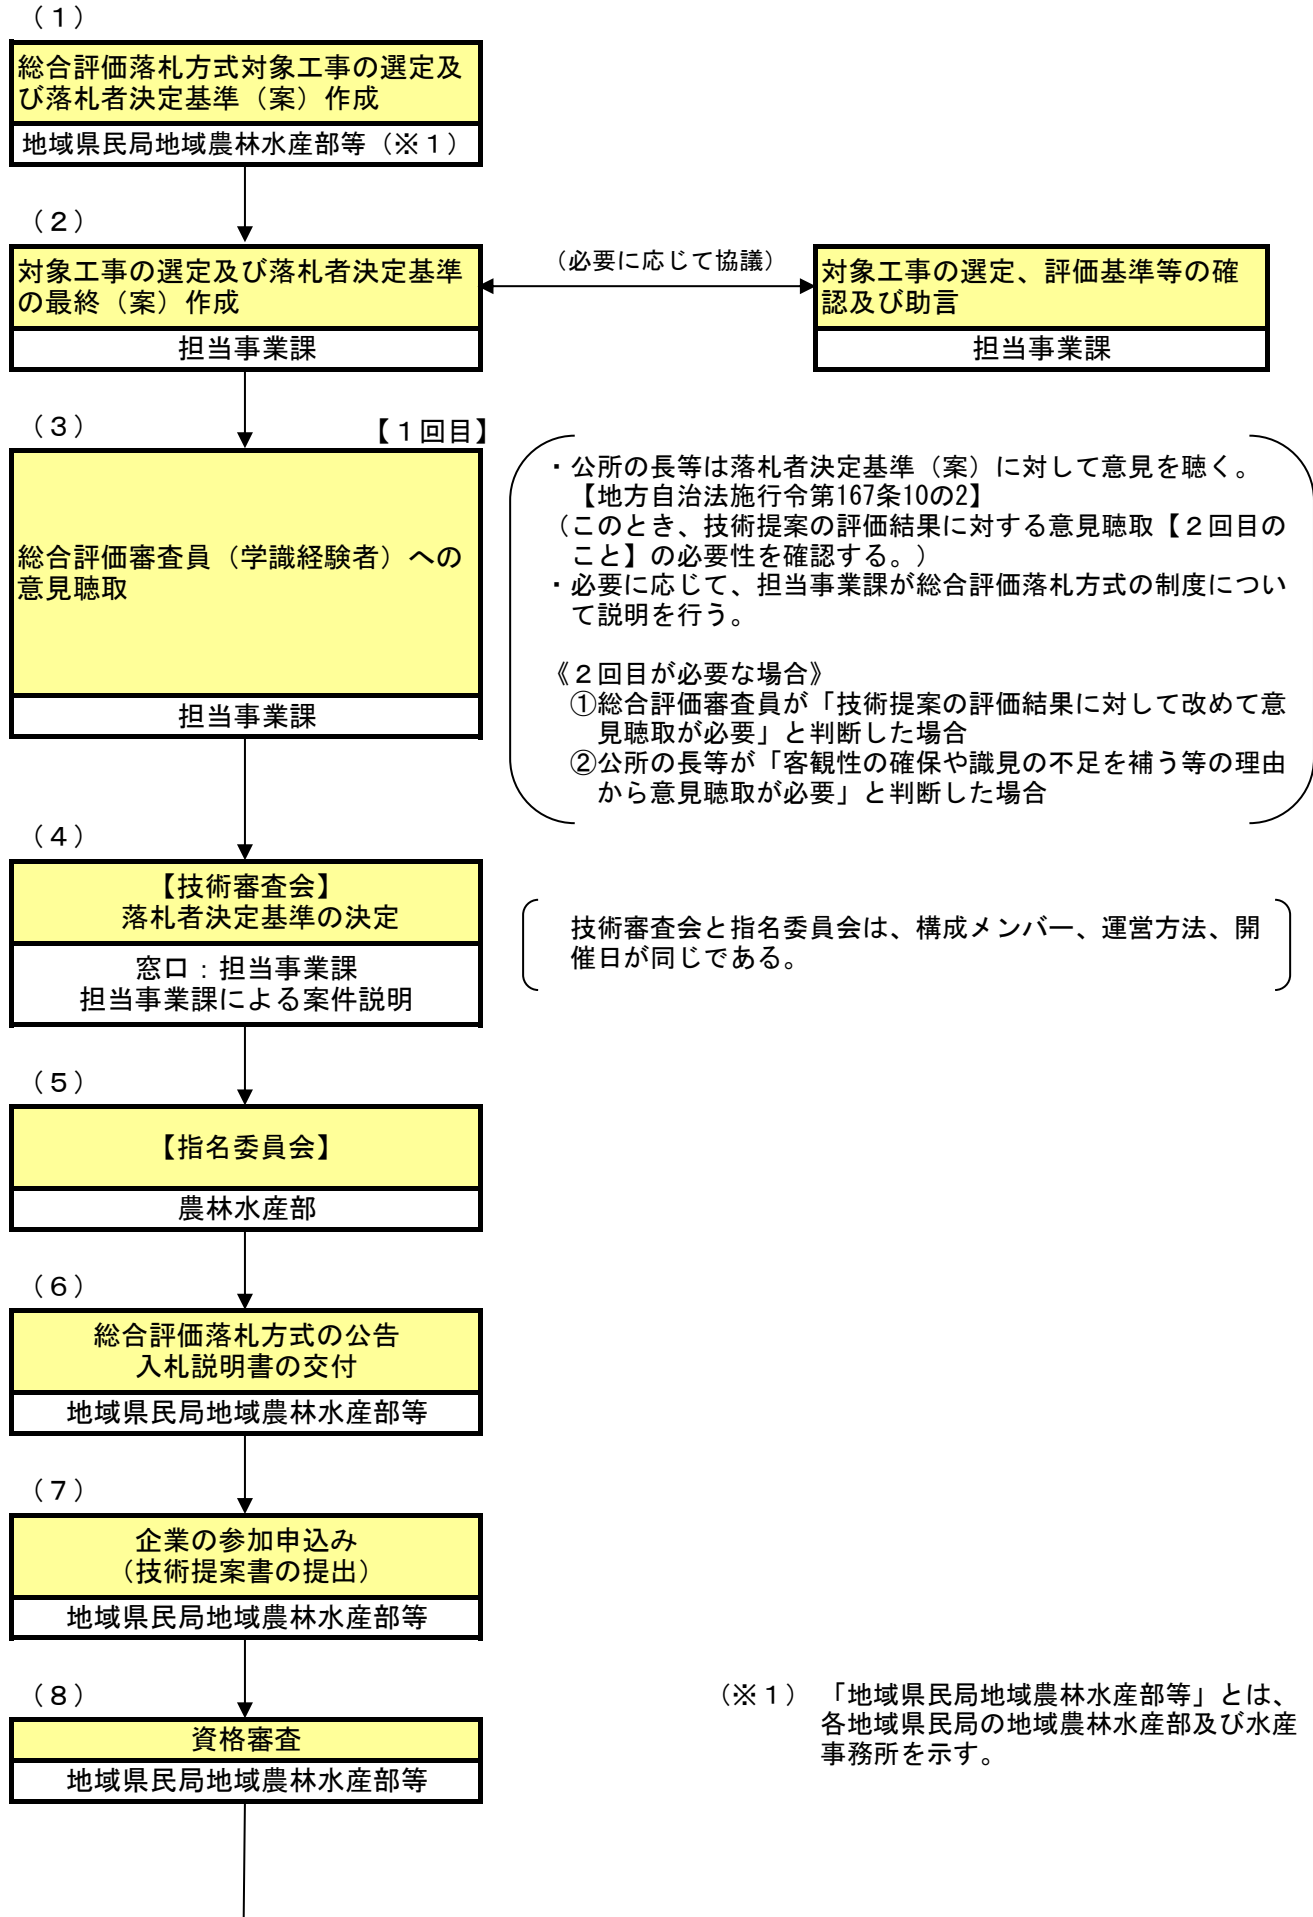 （１）
総合評価落札方式対象工事の選定及
び落札者決定基準（案）作成
地域県民局地域農林水産部等（※１）
（２）
対象工事の選定及び落札者決定基準
の最終（案）作成
担当事業課
（必要に応じて協議）
対象工事の選定、評価基準等の確
認及び助言
担当事業課
（３）
【１回目】
総合評価審査員（学識経験者）への
意見聴取
担当事業課
・公所の長等は落札者決定基準（案）に対して意見を聴く。
【地方自治法施行令第167条10の2】
（このとき、技術提案の評価結果に対する意見聴取【２回目の
こと】の必要性を確認する。）
・必要に応じて、担当事業課が総合評価落札方式の制度につい
て説明を行う。
《２回目が必要な場合》
①総合評価審査員が「技術提案の評価結果に対して改めて意
見聴取が必要」と判断した場合
②公所の長等が「客観性の確保や識見の不足を補う等の理由
から意見聴取が必要」と判断した場合
（４）
【技術審査会】
落札者決定基準の決定
窓口：担当事業課
担当事業課による案件説明
技術審査会と指名委員会は、構成メンバー、運営方法、開
催日が同じである。
（５）
【指名委員会】
農林水産部
（６）
総合評価落札方式の公告
入札説明書の交付
地域県民局地域農林水産部等
（７）
企業の参加申込み
（技術提案書の提出）
地域県民局地域農林水産部等
（８）
資格審査
地域県民局地域農林水産部等
（※１）　「地域県民局地域農林水産部等」とは、
各地域県民局の地域農林水産部及び水産
事務所を示す。